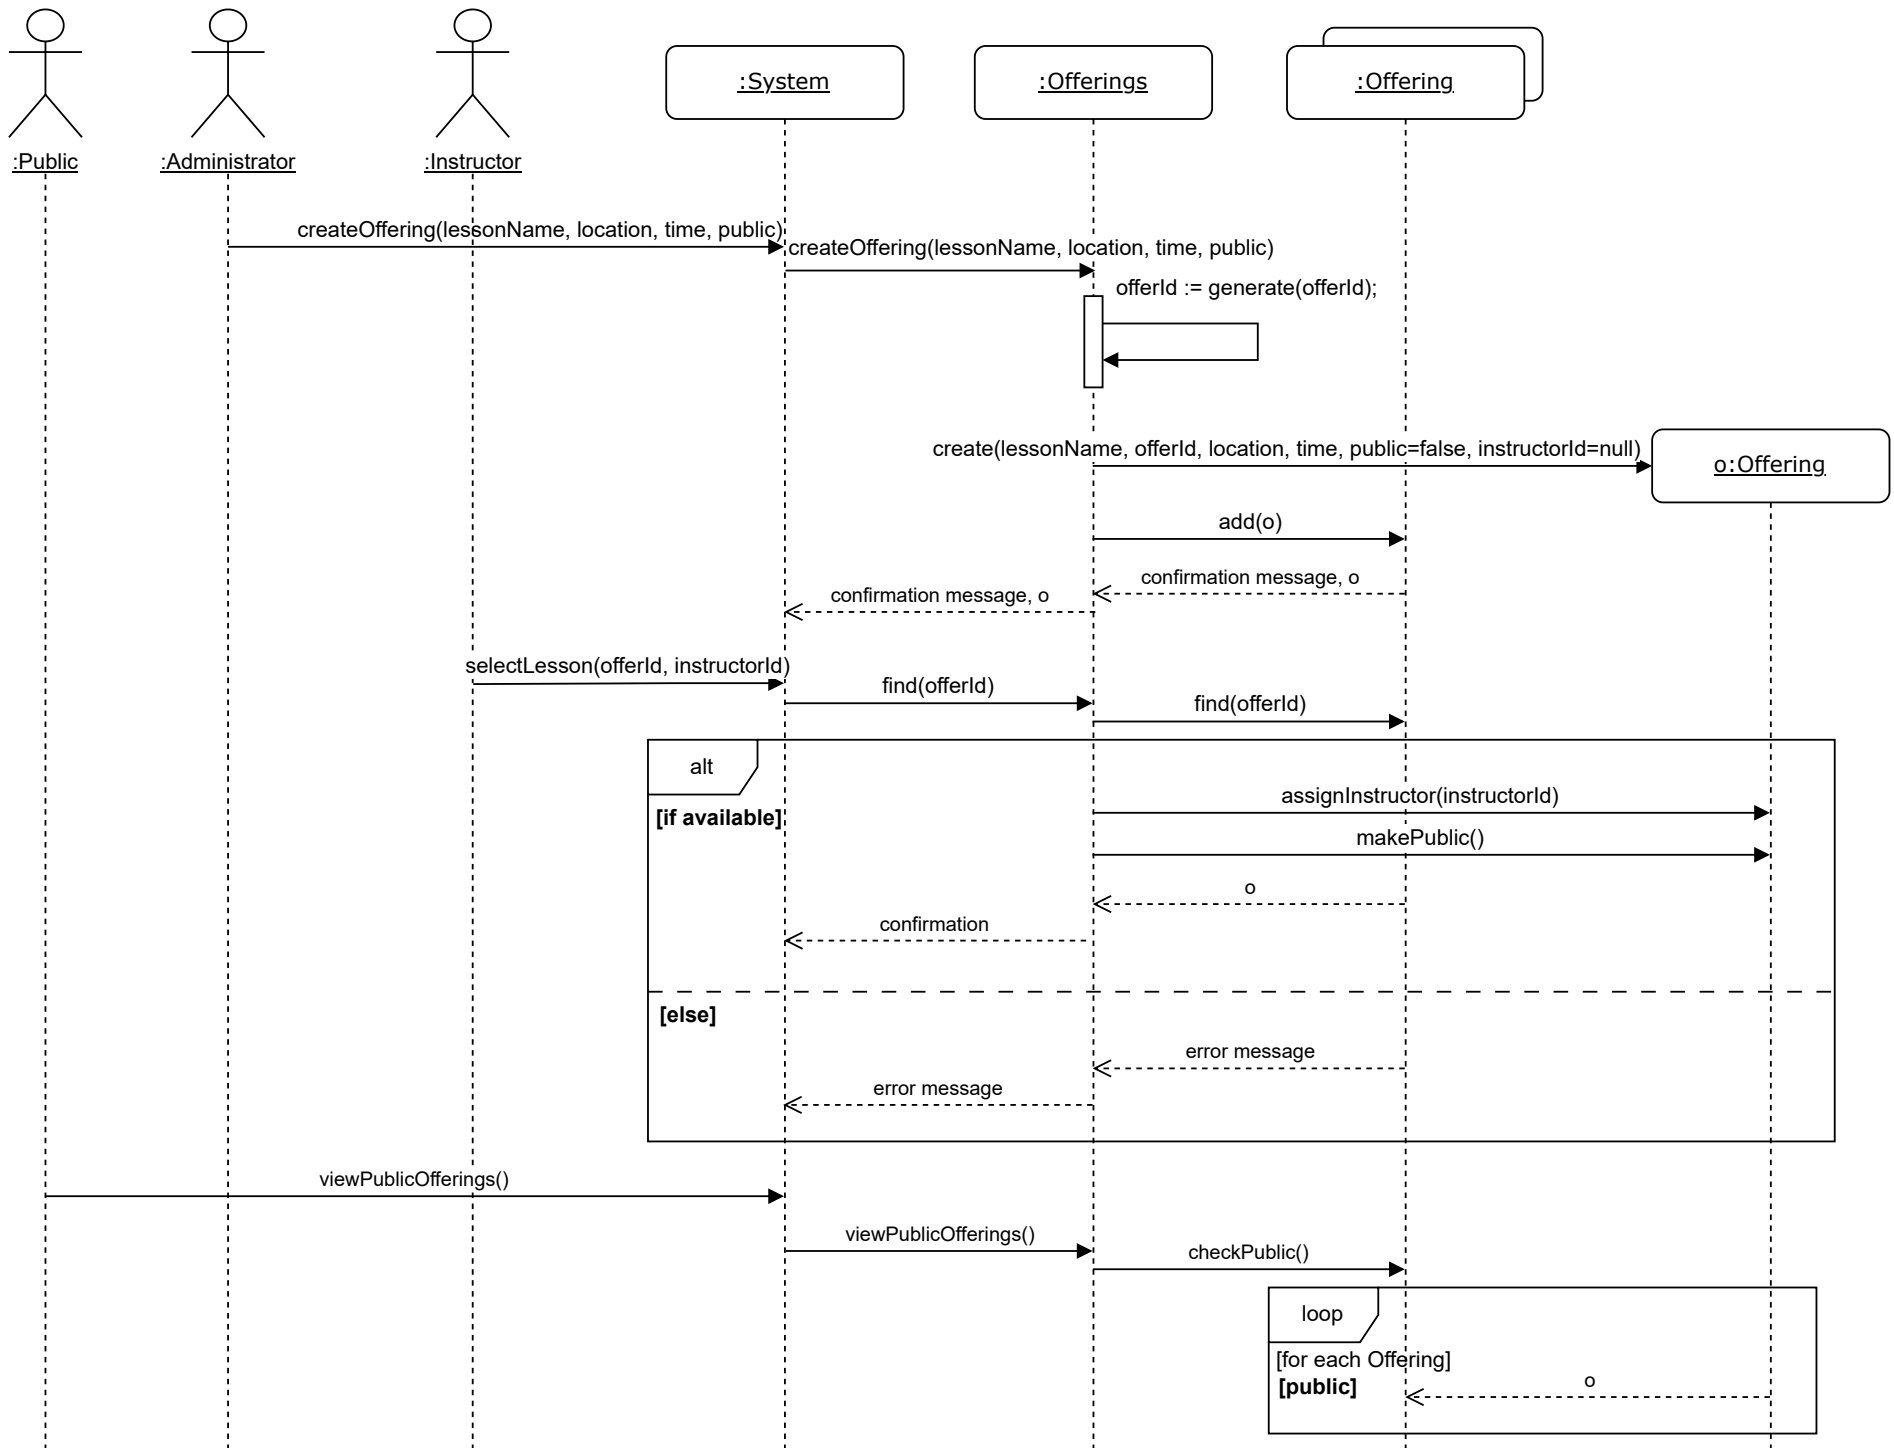 :System
:Offerings
:Offering
:Public
:Administrator
:Instructor
createOffering(lessonName, location, time, public)
createOffering(lessonName, location, time, public)
offerId := generate(offerId);
create(lessonName, offerId, location, time, public=false, instructorId=null)
o:Offering
add(o)
confirmation message, o
confirmation message, o
selectLesson(offerId, instructorId)
find(offerId)
find(offerId)
alt
[if available]
assignInstructor(instructorId)
makePublic()
o
confirmation
[else]
error message
error message
viewPublicOfferings()
viewPublicOfferings()
checkPublic()
loop
[for each Offering]
[public]
o